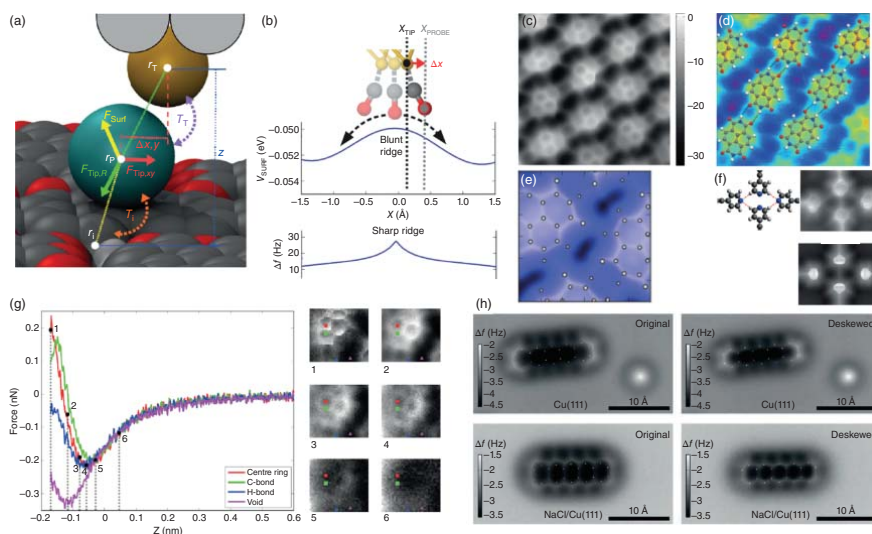 (a)
r_T
F_Surf
T_T
Δx,y
z
r_P
F_Tip,R
F_Tip,xy
T_i
r_i
(b)
X_TIP
X_PROBE
Δx
V_SURF (eV)
−0.050
−0.052
−0.054
Blunt ridge
−1.5 −1.0 −0.5 0.0 0.5 1.0 1.5
X (Å)
Sharp ridge
Δf (Hz)
30
20
10
(c)
0
−10
−20
−30
(d)
(e)
(f)
(g)
Force (nN)
0.2
0.1
0
−0.1
−0.2
−0.3
1
2
3
4
5
6
Centre ring
C-bond
H-bond
Void
−0.2 −0.1 0 0.1 0.2 0.3 0.4 0.5 0.6
Z (nm)
1
2
3
4
5
6
(h)
Δf (Hz)
−2
−2.5
−3
−3.5
−4
−4.5
Original
Cu(111)
10 Å
Δf (Hz)
−2
−2.5
−3
−3.5
−4
−4.5
Deskewed
Cu(111)
10 Å
Δf (Hz)
−1.5
−2
−2.5
−3
−3.5
Original
NaCl/Cu(111)
10 Å
Δf (Hz)
−1.5
−2
−2.5
−3
−3.5
Deskewed
NaCl/Cu(111)
10 Å